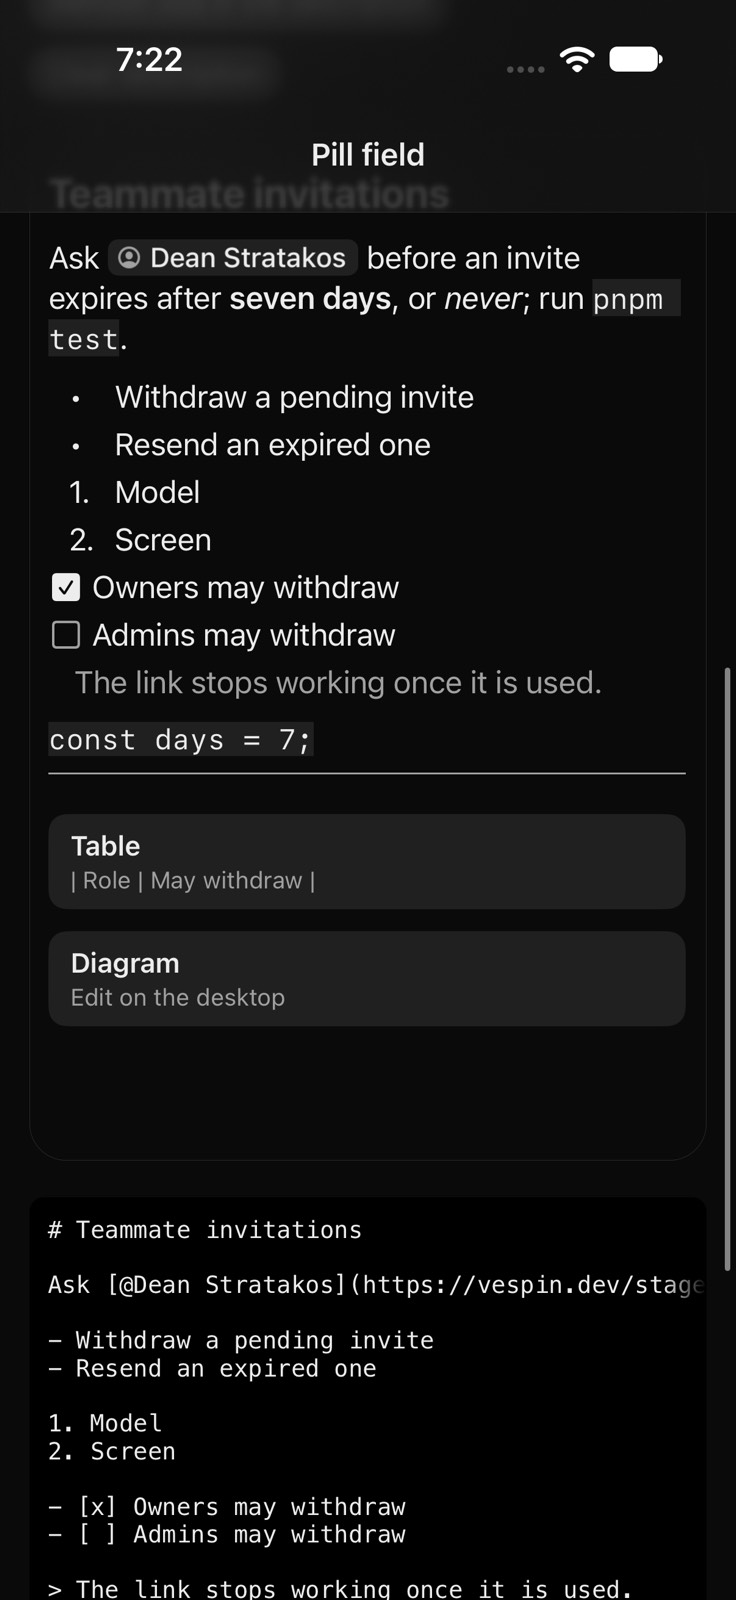 7:22
Pill field
Teammate invitations
Ask Dean Stratakos before an invite
expires after seven days, or never; run pnpm
test.
• Withdraw a pending invite
• Resend an expired one
1. Model
2. Screen
Owners may withdraw
Admins may withdraw
The link stops working once it is used.
const days = 7;
Table
| Role | May withdraw |
Diagram
Edit on the desktop
# Teammate invitations
Ask [@Dean Stratakos](https://vespin.dev/stage
- Withdraw a pending invite
- Resend an expired one
1. Model
2. Screen
- [x] Owners may withdraw
- [ ] Admins may withdraw
> The link stops working once it is used.